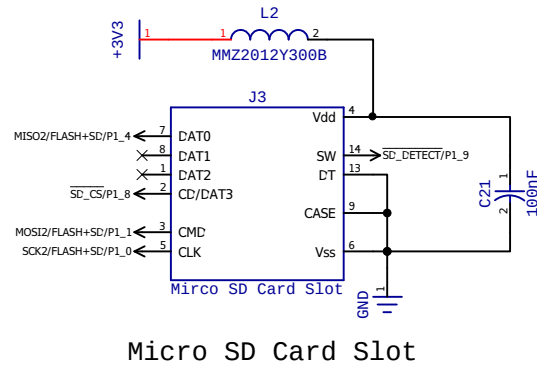 L2
+3V3
1
1
2
MMZ2012Y300B
J3
Vdd
4
MISO2/FLASH+SD/P1_4
7
DAT0
8
DAT1
SW
14
SD_DETECT/P1_9
1
DAT2
DT
13
SD_CS/P1_8
2
CD/DAT3
1
C21
100nF
2
CASE
9
MOSI2/FLASH+SD/P1_1
3
CMD
SCK2/FLASH+SD/P1_0
5
CLK
Vss
6
Mirco SD Card Slot
GND
1
Micro SD Card Slot